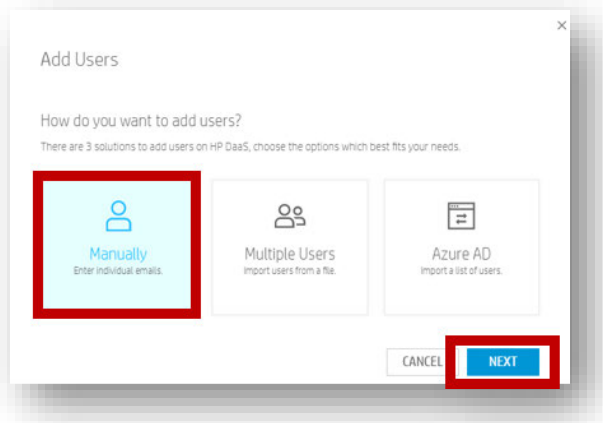 Add Users
How do you want to add users?
There are 3 solutions to add users on HP DaaS, choose the options which best fits your needs.
Manually
Enter individual emails.
Multiple Users
Import users from a file.
Azure AD
Import a list of users.
CANCEL
NEXT